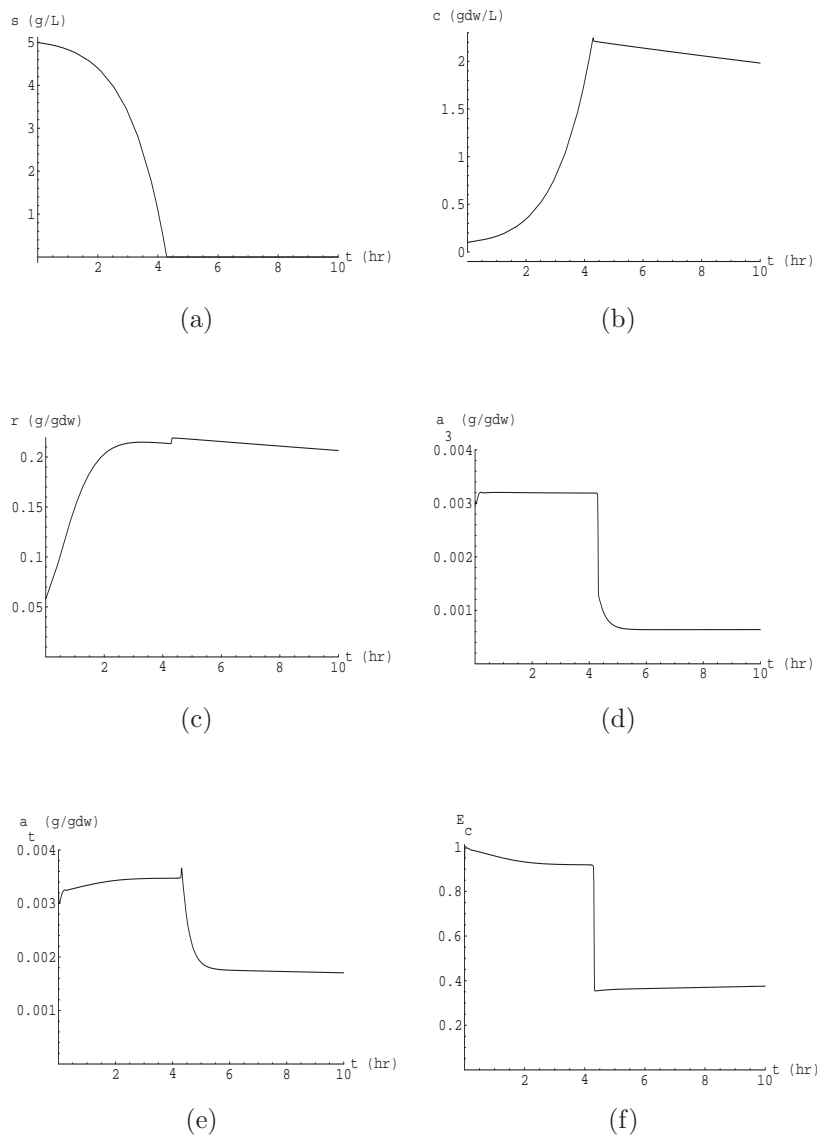 s (g/L)
5
4
3
2
1
2 4 6 8 10
t (hr)
(a)
c (gdw/L)
2
1.5
1
0.5
0
2 4 6 8 10
t (hr)
(b)
r (g/gdw)
0.2
0.15
0.1
0.05
2 4 6 8 10
t (hr)
(c)
a (g/gdw)
3
0.004
0.003
0.002
0.001
2 4 6 8 10
t (hr)
(d)
a (g/gdw)
t
0.004
0.003
0.002
0.001
2 4 6 8 10
t (hr)
(e)
E
c
1
0.8
0.6
0.4
0.2
2 4 6 8 10
t (hr)
(f)